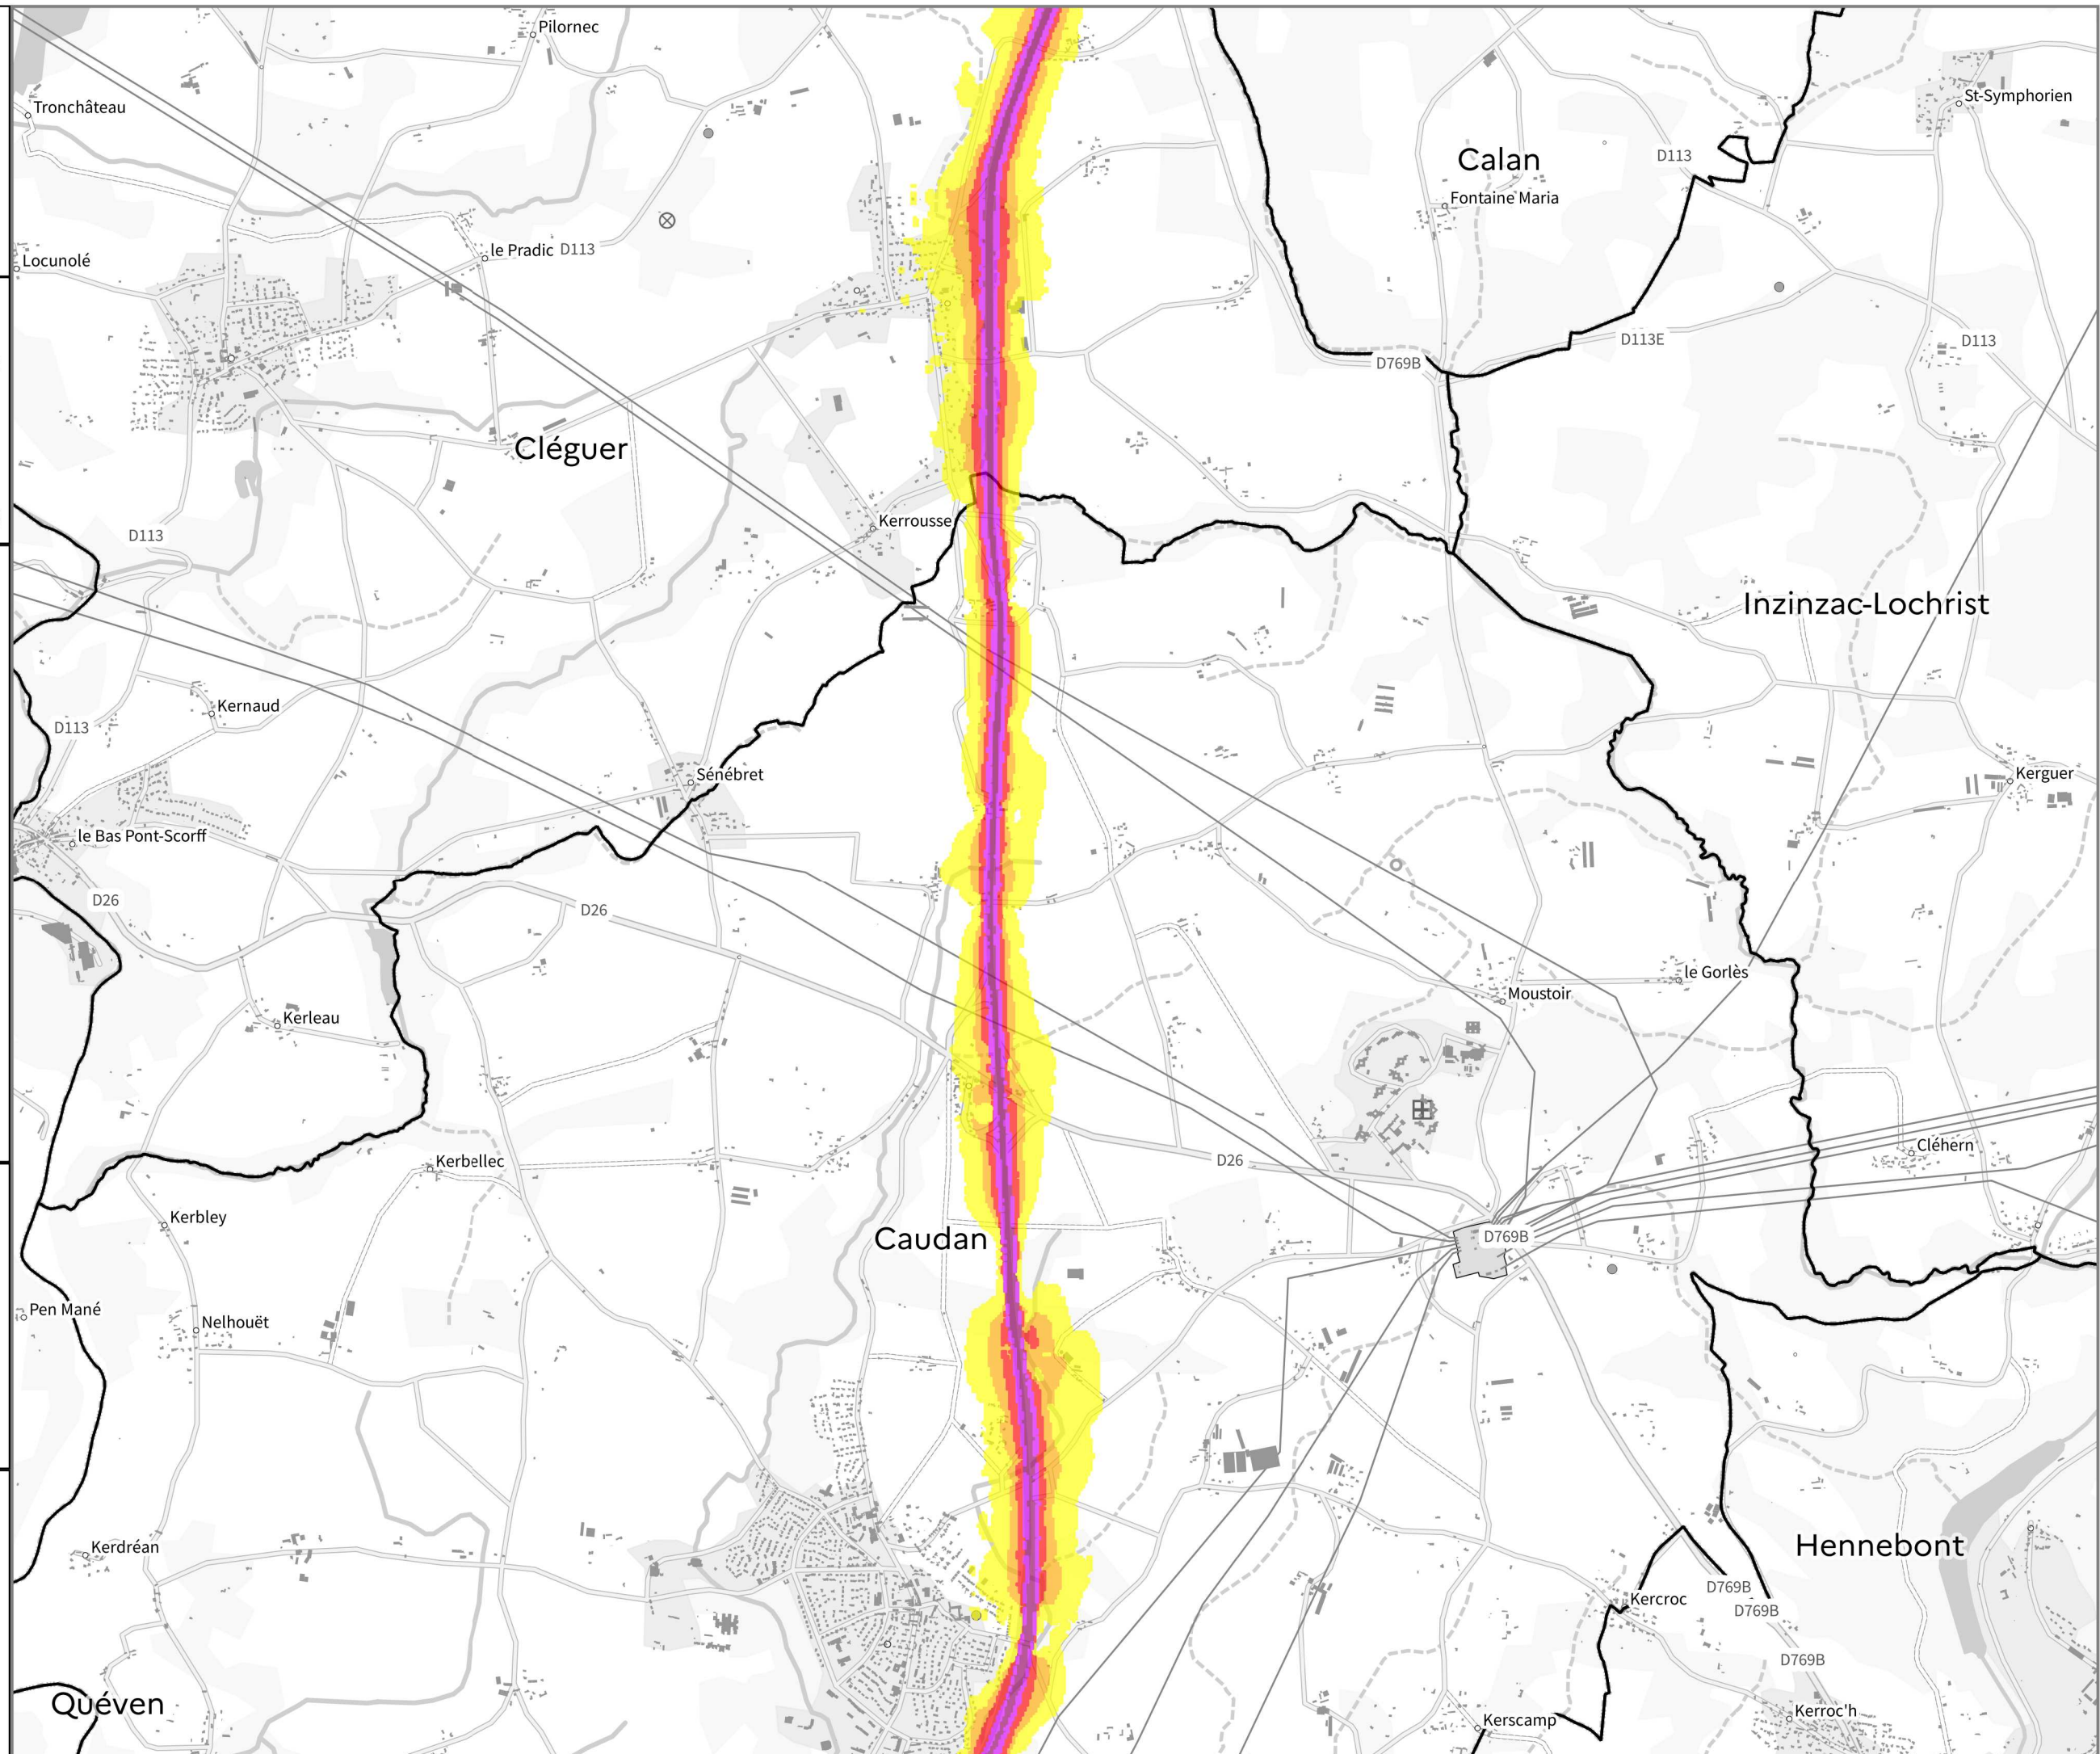 Pilornec
St-Symphorien
Tronchâteau
D113
Calan
Fontaine Maria
le Pradic
D113
Locunolé
D113E
D113
D769B
Cléguer
Kerrousse
D113
Inzinzac-Lochrist
Kernaud
D113
Sénébret
Kerguer
le Bas Pont-Scorff
D26
D26
le Gorlès
Moustoir
Kerleau
Cléhern
D26
Kerbellec
Kerbley
Caudan
D769B
Pen Mané
Nelhouët
Hennebont
Kerdréan
D769B
Kercroc
D769B
D769B
Quéven
Kerroc'h
Kerscamp